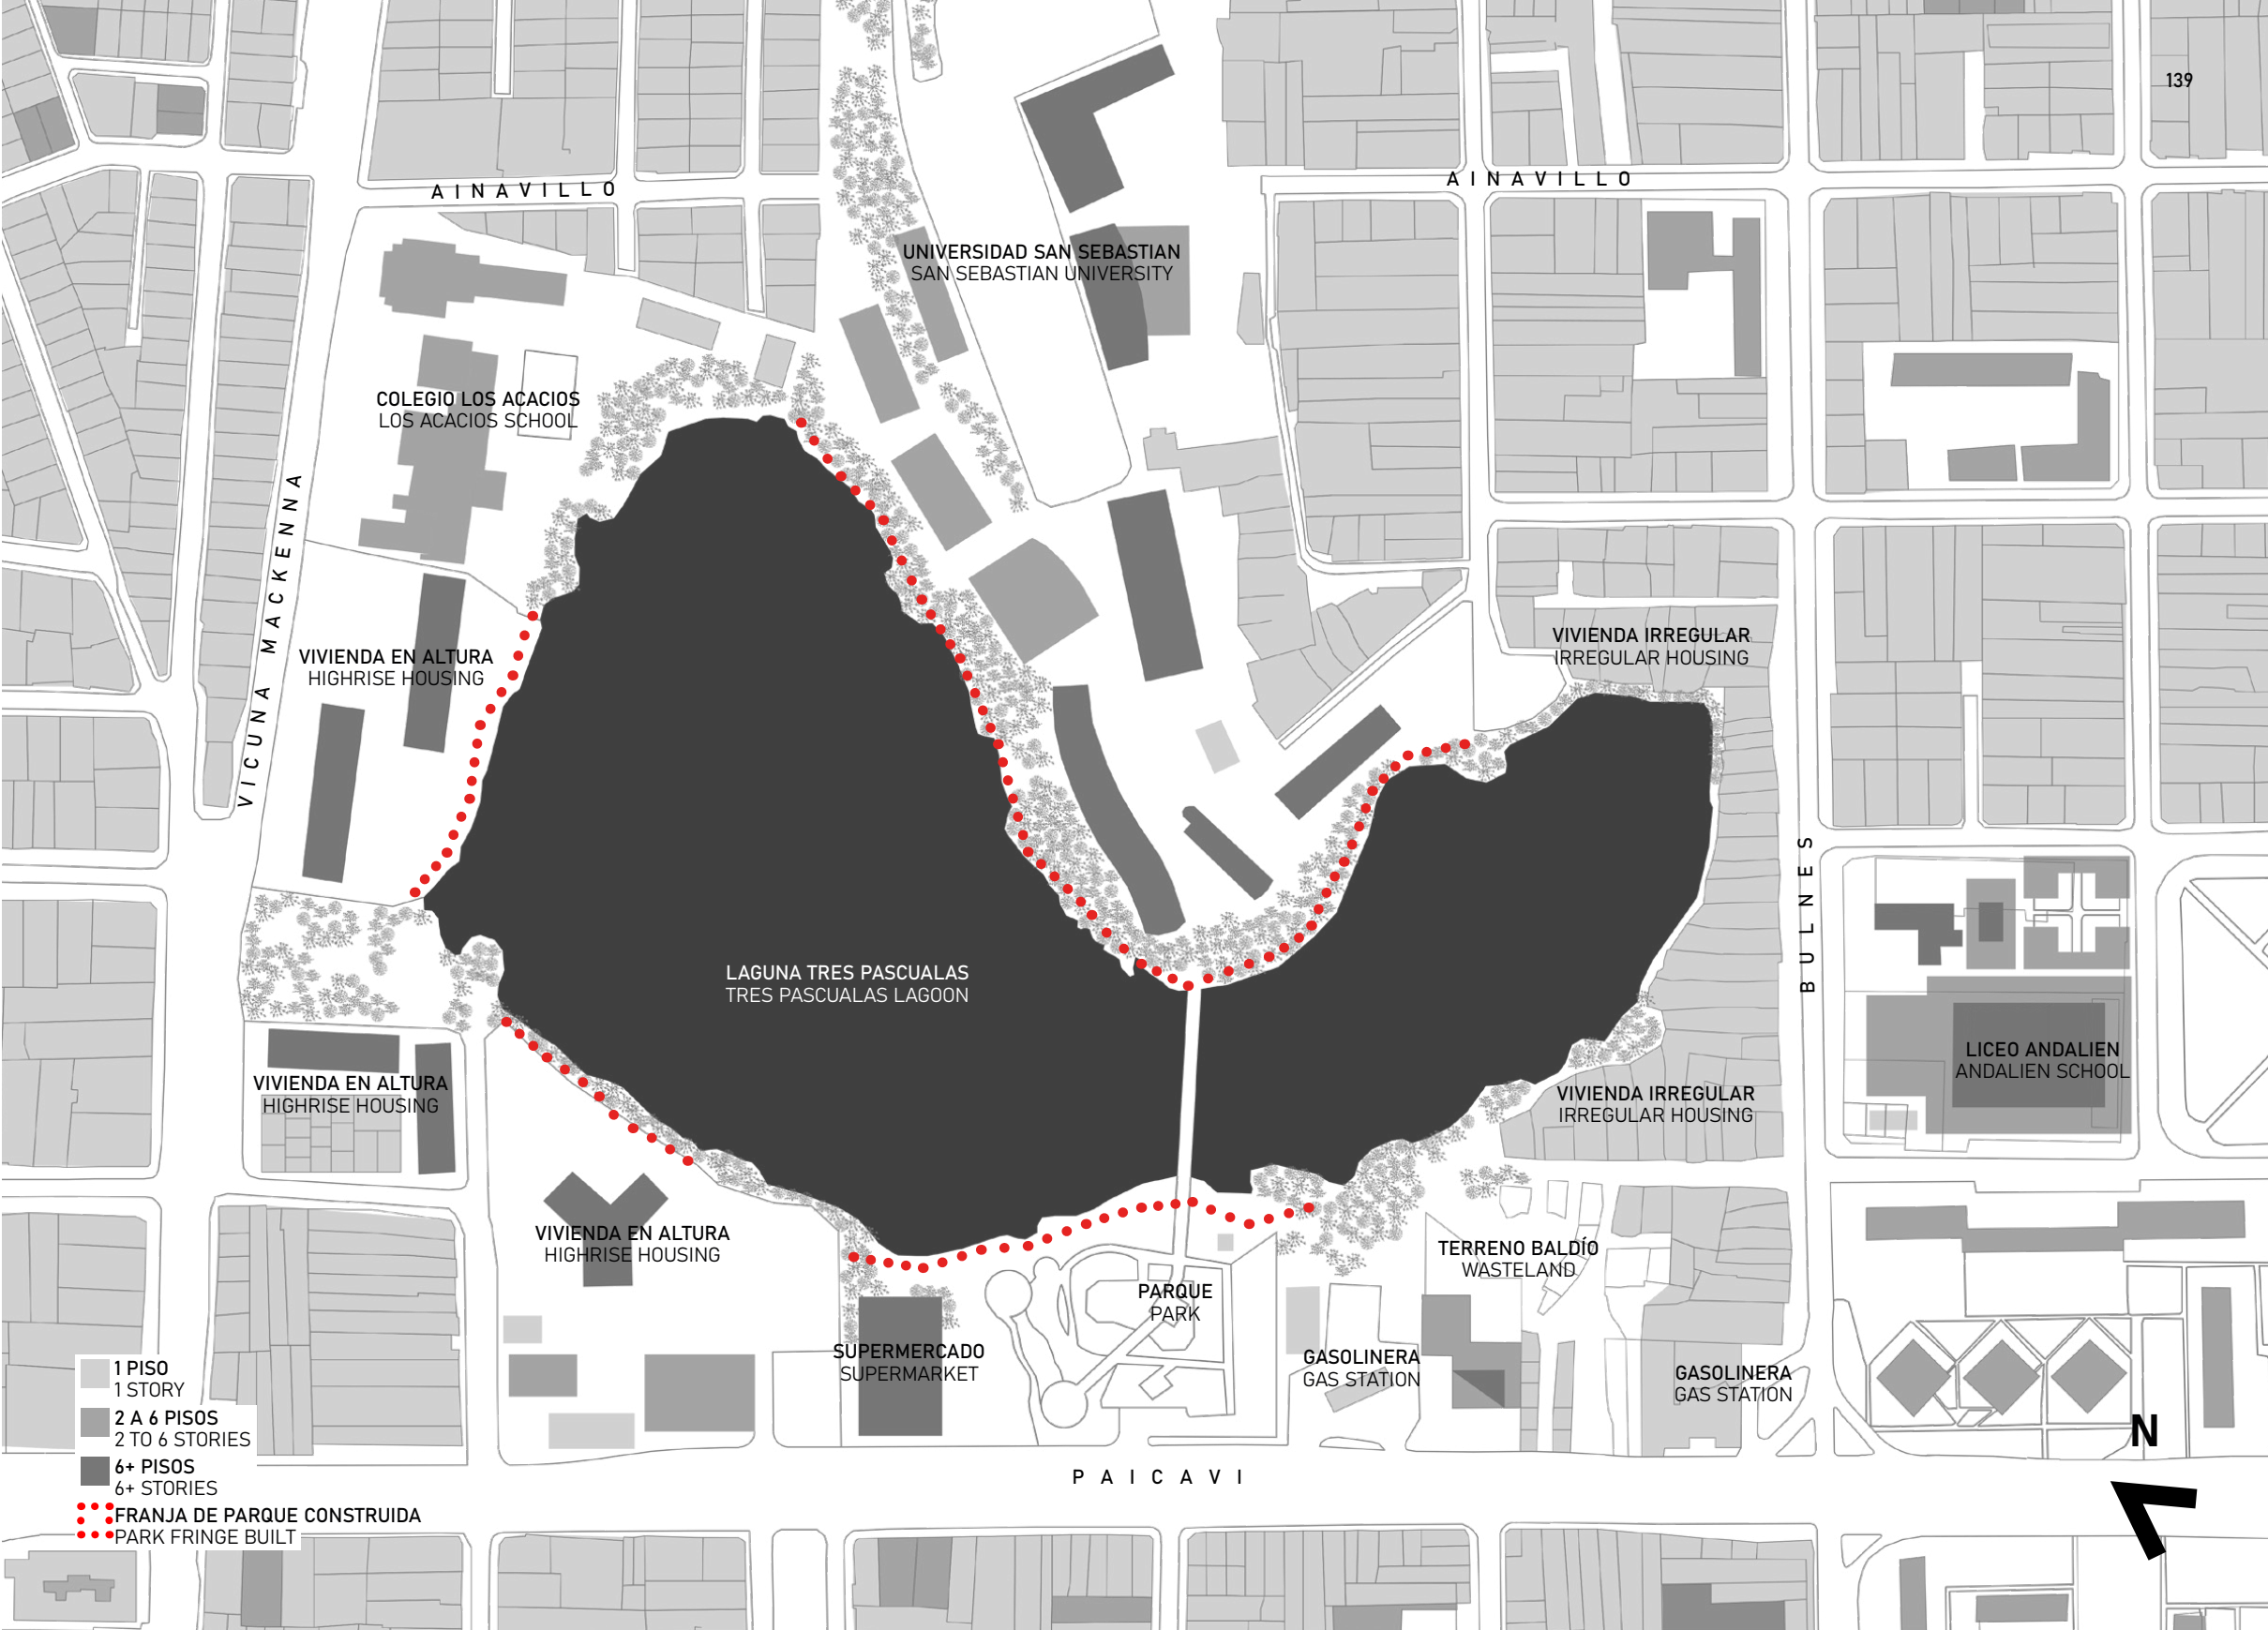 139
AINAVILLO
AINAVILLO
UNIVERSIDAD SAN SEBASTIAN
SAN SEBASTIAN UNIVERSITY
COLEGIO LOS ACACIOS
LOS ACACIOS SCHOOL
VICUNA MACKENNA
VIVIENDA EN ALTURA
HIGHRISE HOUSING
VIVIENDA IRREGULAR
IRREGULAR HOUSING
BULNES
LAGUNA TRES PASCUALAS
TRES PASCUALAS LAGOON
LICEO ANDALIEN
ANDALIEN SCHOOL
VIVIENDA EN ALTURA
HIGHRISE HOUSING
VIVIENDA IRREGULAR
IRREGULAR HOUSING
VIVIENDA EN ALTURA
HIGHRISE HOUSING
TERRENO BALDÍO
WASTELAND
PARQUE
PARK
SUPERMERCADO
SUPERMARKET
GASOLINERA
GAS STATION
GASOLINERA
GAS STATION
1 PISO
1 STORY
2 A 6 PISOS
2 TO 6 STORIES
6+ PISOS
6+ STORIES
FRANJA DE PARQUE CONSTRUIDA
PARK FRINGE BUILT
PAICAVI
N